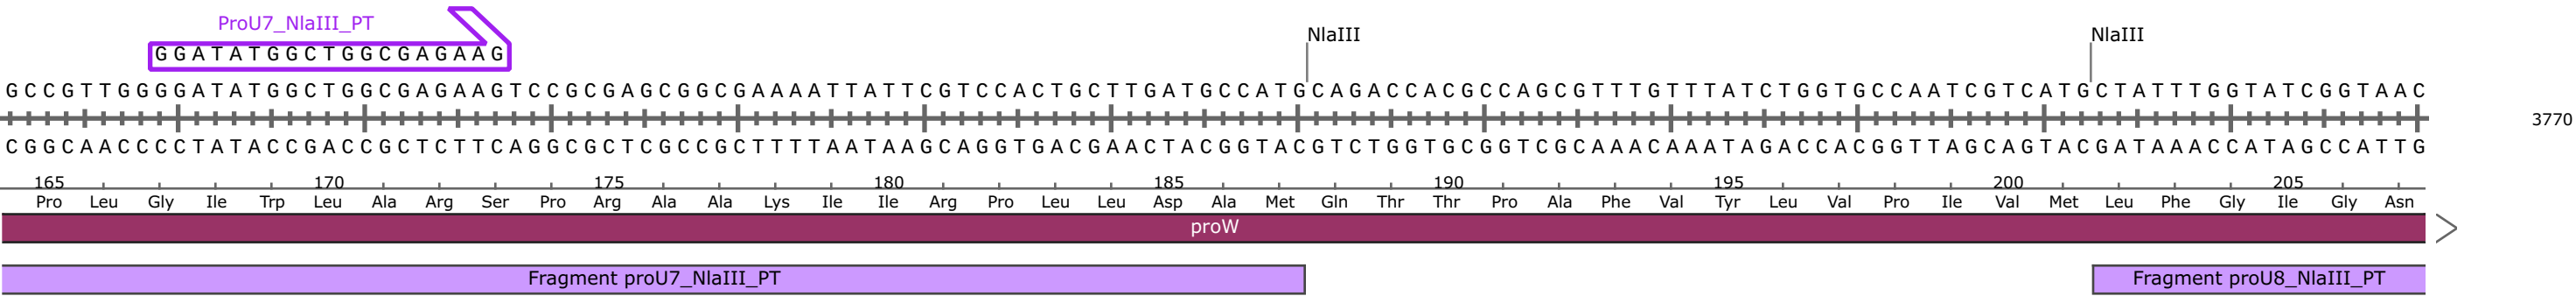 ProU7_NlaIII_PT
GGATATGGCTGGCGAGAAG
NlaIII NlaIII
GCCGTTGGGGATATGGCTGGCGAGAAGTCCGCGAGCGGCGAAAATTATTCGTCCACTGCTTGATGCCATGCAGACCACGCCAGCGTTTGTTTATCTGGTGCCAATCGTCATGCTATTTGGTATCGGTAAC
3770
CGGCAACCCCTATACCGACCGCTCTTCAGGCGCTCGCCGCTTTTAATAAGCAGGTGACGAACTACGGTACGTCTGGTGCGGTCGCAAACAAATAGACCACGGTTAGCAGTACGATAAACCATAGCCATTG
165 170 175 180 185 190 195 200 205
Pro Leu Gly Ile Trp Leu Ala Arg Ser Pro Arg Ala Ala Lys Ile Ile Arg Pro Leu Leu Asp Ala Met Gln Thr Thr Pro Ala Phe Val Tyr Leu Val Pro Ile Val Met Leu Phe Gly Ile Gly Asn
proW
Fragment proU7_NlaIII_PT Fragment proU8_NlaIII_PT